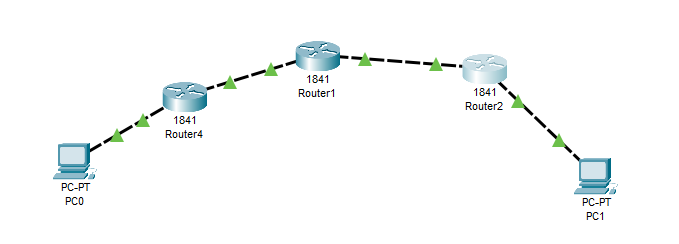 1841
Router1
1841
Router4
1841
Router2
PC-PT
PC0
PC-PT
PC1